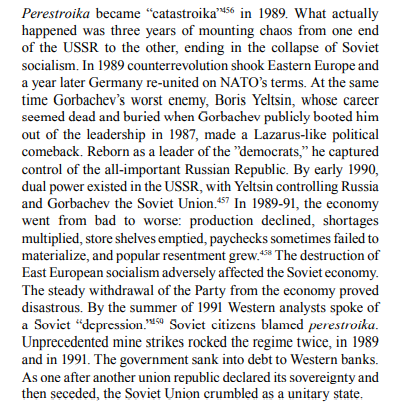 Perestroika became “catastroika”456 in 1989. What actually
happened was three years of mounting chaos from one end
of the USSR to the other, ending in the collapse of Soviet
socialism. In 1989 counterrevolution shook Eastern Europe and
a year later Germany re-united on NATO’s terms. At the same
time Gorbachev’s worst enemy, Boris Yeltsin, whose career
seemed dead and buried when Gorbachev publicly booted him
out of the leadership in 1987, made a Lazarus-like political
comeback. Reborn as a leader of the ”democrats,” he captured
control of the all-important Russian Republic. By early 1990,
dual power existed in the USSR, with Yeltsin controlling Russia
and Gorbachev the Soviet Union.457 In 1989-91, the economy
went from bad to worse: production declined, shortages
multiplied, store shelves emptied, paychecks sometimes failed to
materialize, and popular resentment grew.458 The destruction of
East European socialism adversely affected the Soviet economy.
The steady withdrawal of the Party from the economy proved
disastrous. By the summer of 1991 Western analysts spoke of
a Soviet “depression.”459 Soviet citizens blamed perestroika.
Unprecedented mine strikes rocked the regime twice, in 1989
and in 1991. The government sank into debt to Western banks.
As one after another union republic declared its sovereignty and
then seceded, the Soviet Union crumbled as a unitary state.